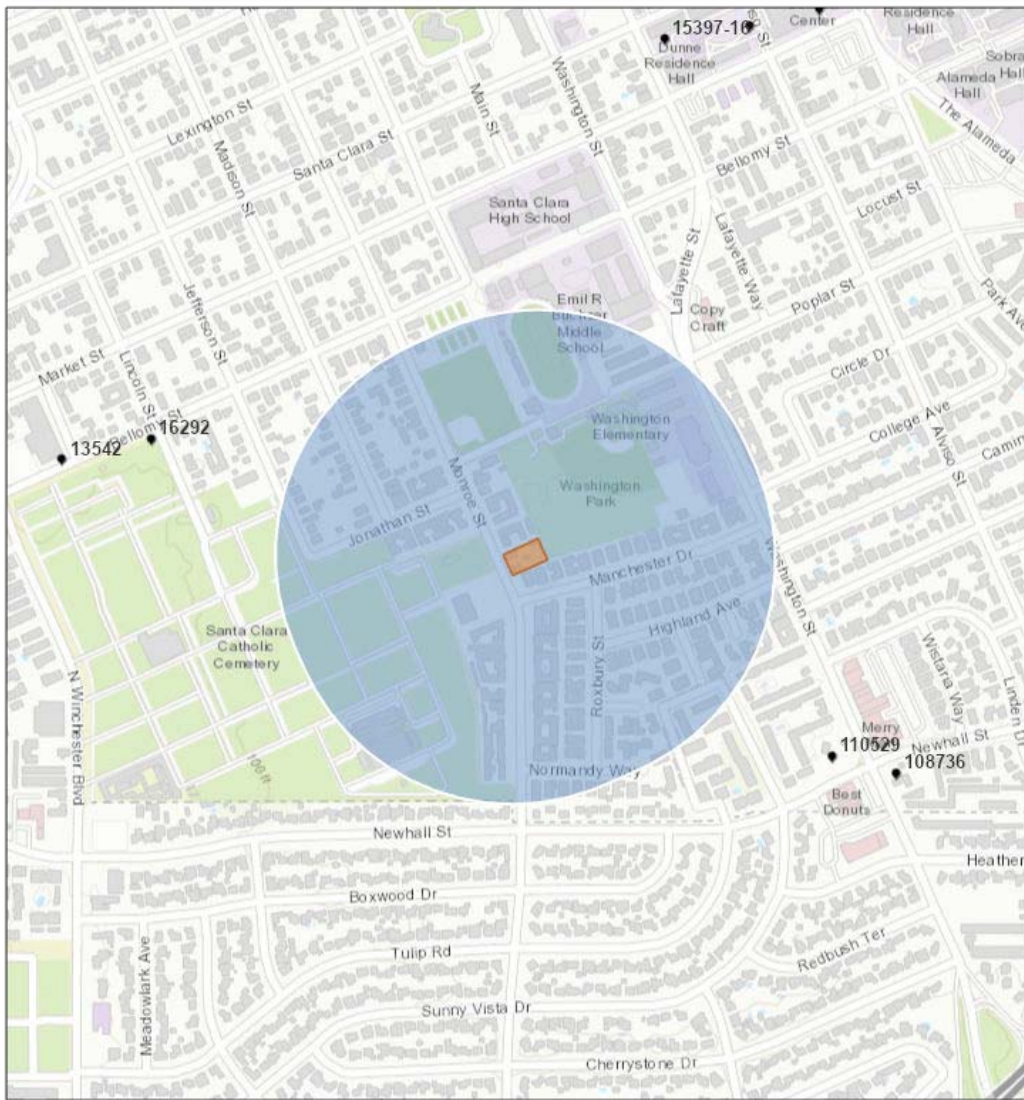 15397-16
Center
Residence
Hall
Dunne
Residence
Hall
Alameda
Hall
The Alameda
Lexington St
Main St
Washington St
Santa Clara St
Madison St
Bellomy St
Locust St
Santa Clara
High School
Lafayette St
Lafayette Way
Jefferson St
Emil R
Middle
School
Copy
Craft
Poplar St
Market St
Lincoln St
Circle Dr
16292
13542
Washington
Elementary
College Ave
Alviso St
Monroe St
Washington
Park
Jonathan St
Manchester Dr
Washington St
Highland Ave
Santa Clara
Catholic
Cemetery
Roxbury St
Wistaria Way
N Winchester Blvd
100 ft
Merry
Newhall St
110529
108736
Normandy Way
Best
Donuts
Newhall St
Heather
Boxwood Dr
Tulip Rd
Redbush Ter
Meadowlark Ave
Sunny Vista Dr
Cherrystone Dr